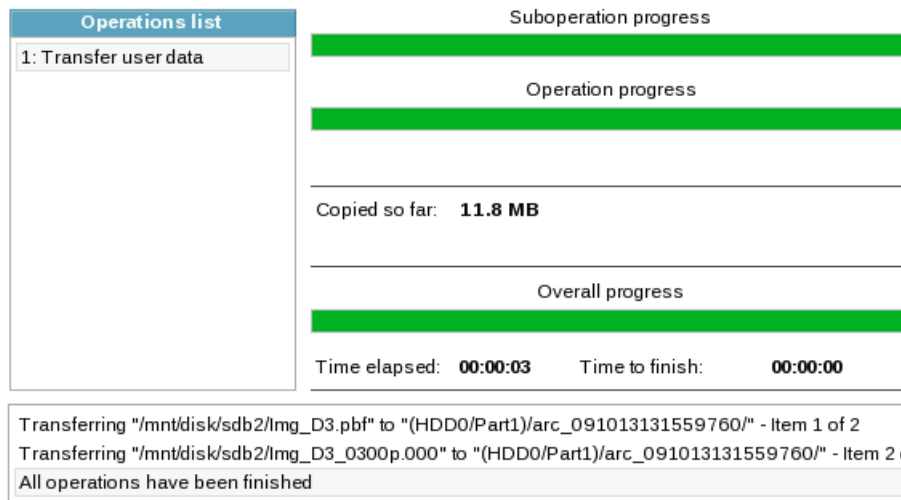 Operations list
1: Transfer user data
Suboperation progress
Operation progress
Copied so far: 11.8 MB
Overall progress
Time elapsed: 00:00:03 Time to finish: 00:00:00
Transferring "/mnt/disk/sdb2/Img_D3.pbf" to "(HDD0/Part1)/arc_091013131559760/" - Item 1 of 2
Transferring "/mnt/disk/sdb2/Img_D3_0300p.000" to "(HDD0/Part1)/arc_091013131559760/" - Item 2
All operations have been finished